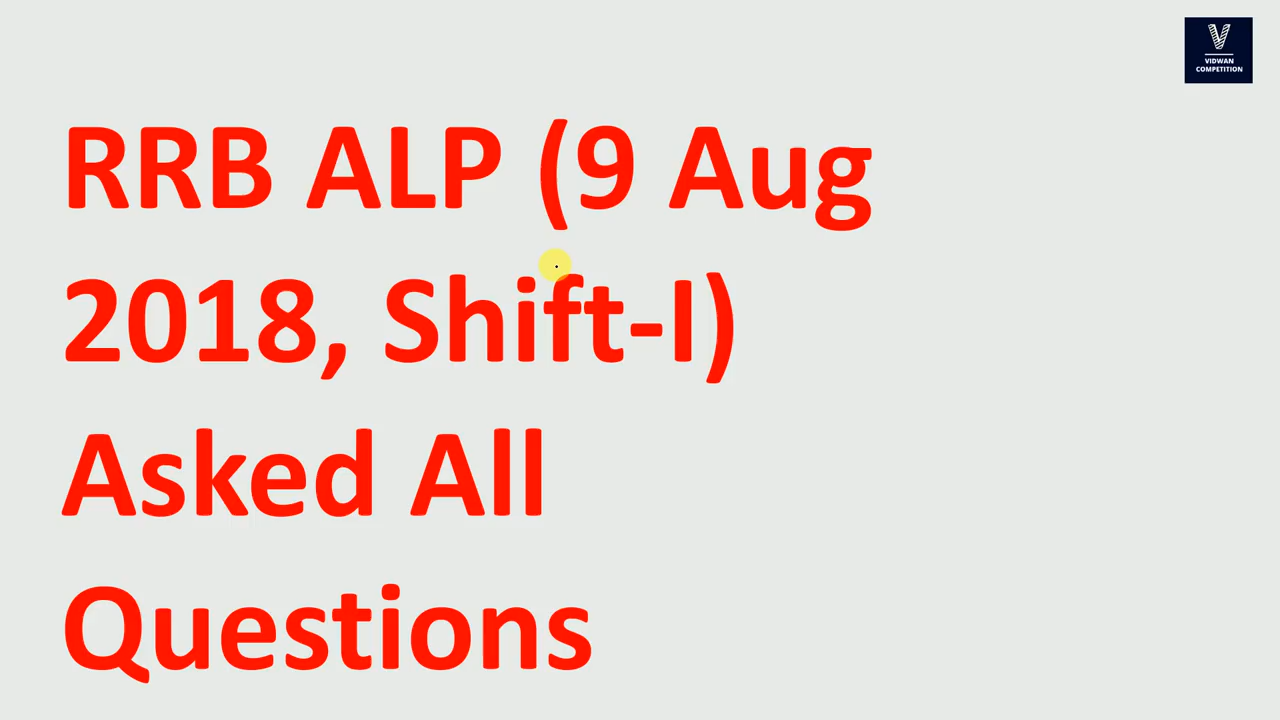 VIDWAN
COMPETITION
RRB ALP (9 Aug
2018, Shift-I)
Asked All
Questions